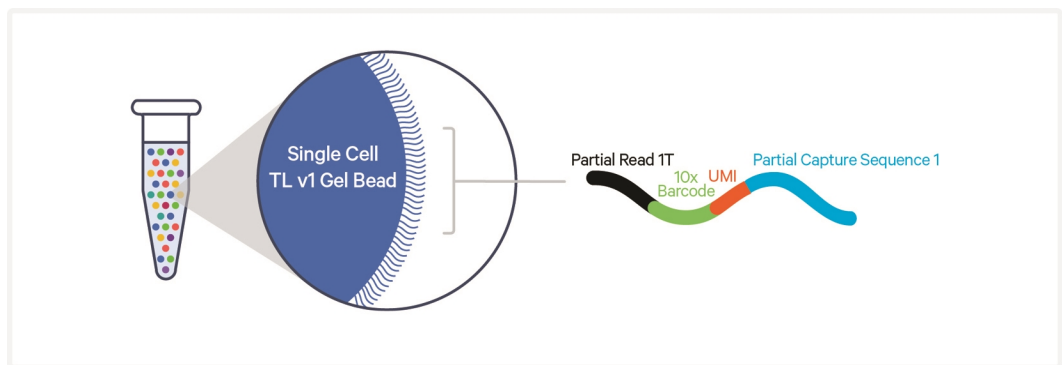 Single Cell
TL v1 Gel Bead
Partial Read 1T
10x
Barcode
UMI
Partial Capture Sequence 1